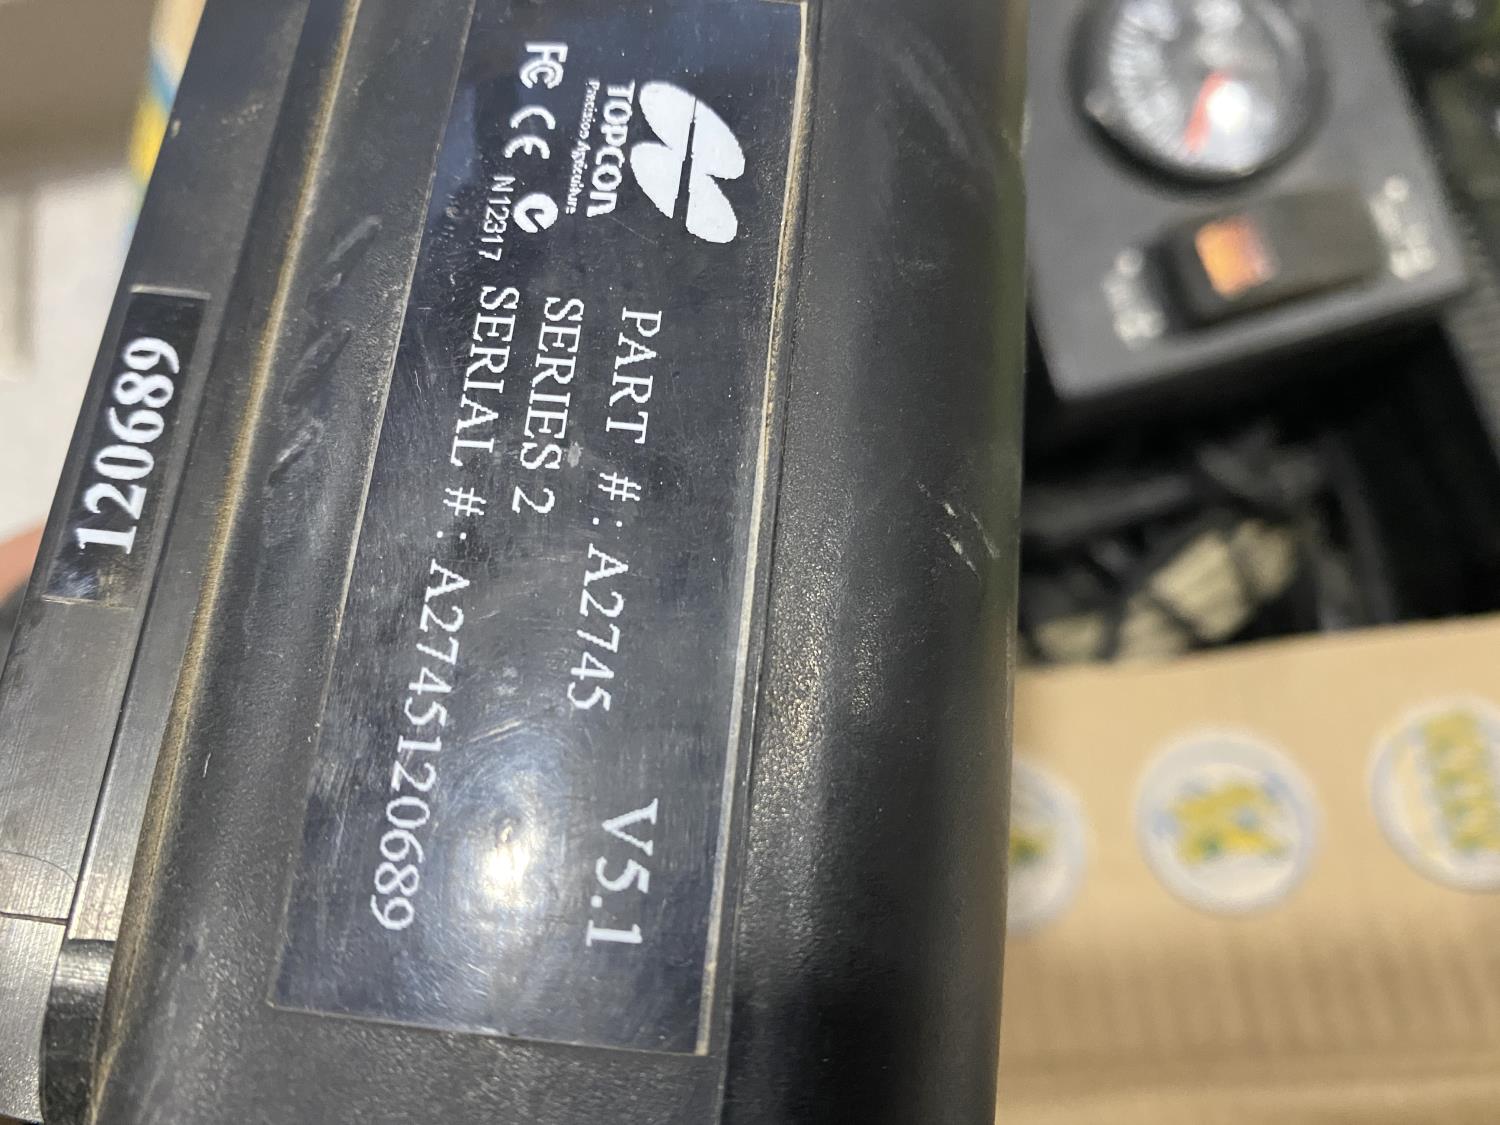 TOPCON
Precision Agriculture
FC CE
N12317
PART #: A2745 V5.1
SERIES 2
SERIAL #: A2745120689
120689